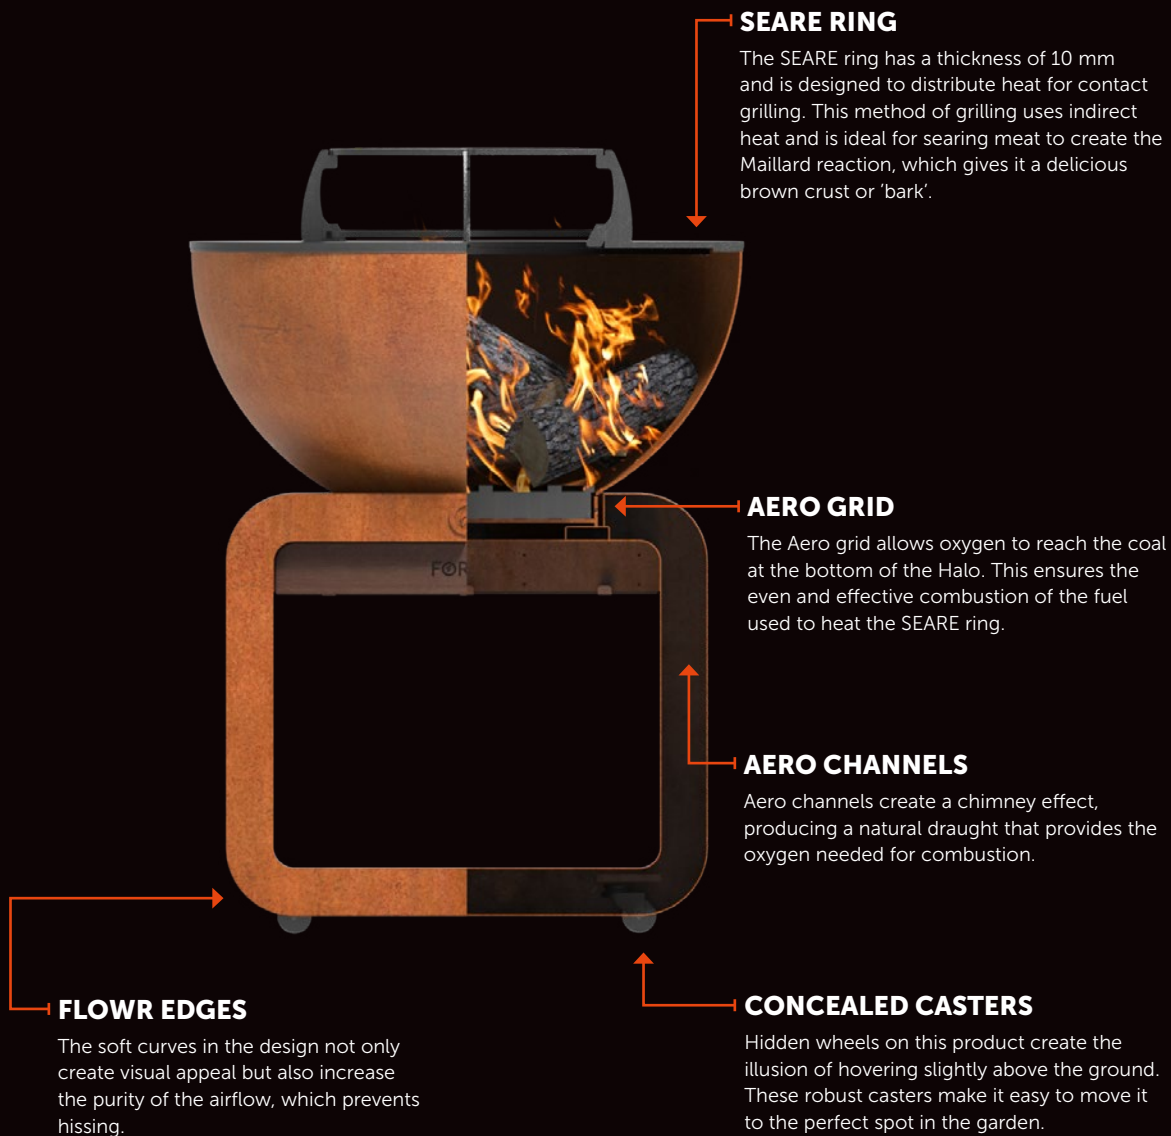 SEARE RING
The SEARE ring has a thickness of 10 mm
and is designed to distribute heat for contact
grilling. This method of grilling uses indirect
heat and is ideal for searing meat to create the
Maillard reaction, which gives it a delicious
brown crust or ‘bark’.
AERO GRID
The Aero grid allows oxygen to reach the coal
at the bottom of the Halo. This ensures the
even and effective combustion of the fuel
used to heat the SEARE ring.
FOR
AERO CHANNELS
Aero channels create a chimney effect,
producing a natural draught that provides the
oxygen needed for combustion.
FLOWR EDGES
The soft curves in the design not only
create visual appeal but also increase
the purity of the airflow, which prevents
hissing.
CONCEALED CASTERS
Hidden wheels on this product create the
illusion of hovering slightly above the ground.
These robust casters make it easy to move it
to the perfect spot in the garden.